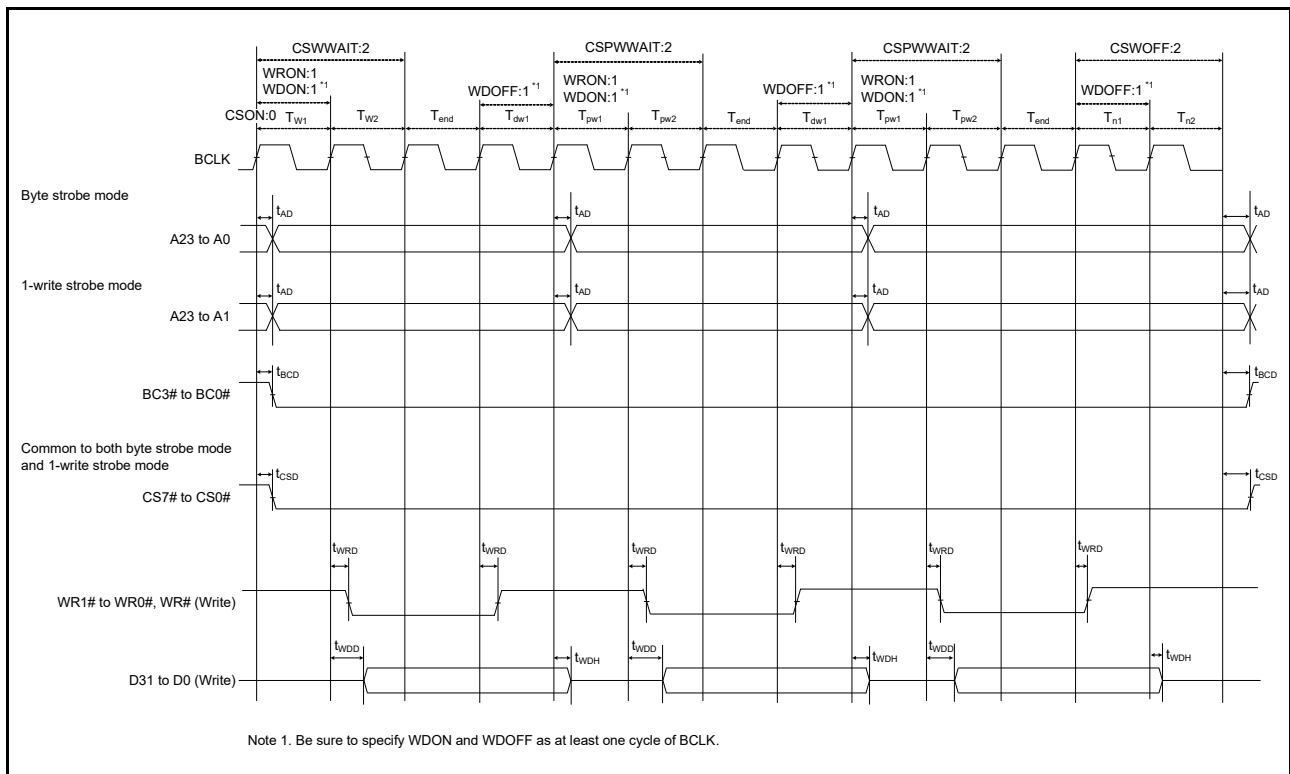 CSWWAIT:2 CSPWWAIT:2 CSPWWAIT:2 CSWOFF:2
WRON:1 WRON:1 WRON:1
WDON:1 *1 WDOFF:1 *1 WDON:1 *1 WDOFF:1 *1 WDON:1 *1 WDOFF:1 *1
CSON:0 TW1 TW2 Tend Tdw1 Tpw1 Tpw2 Tend Tdw1 Tpw1 Tpw2 Tend Tn1 Tn2
BCLK
Byte strobe mode
tAD tAD tAD tAD
A23 to A0
1-write strobe mode
tAD tAD tAD tAD
A23 to A1
tBCD tBCD
BC3# to BC0#
Common to both byte strobe mode
and 1-write strobe mode
tCSD tCSD
CS7# to CS0#
tWRD tWRD tWRD tWRD tWRD tWRD
WR1# to WR0#, WR# (Write)
tWDD tWDH tWDD tWDH tWDD tWDH
D31 to D0 (Write)
Note 1. Be sure to specify WDON and WDOFF as at least one cycle of BCLK.